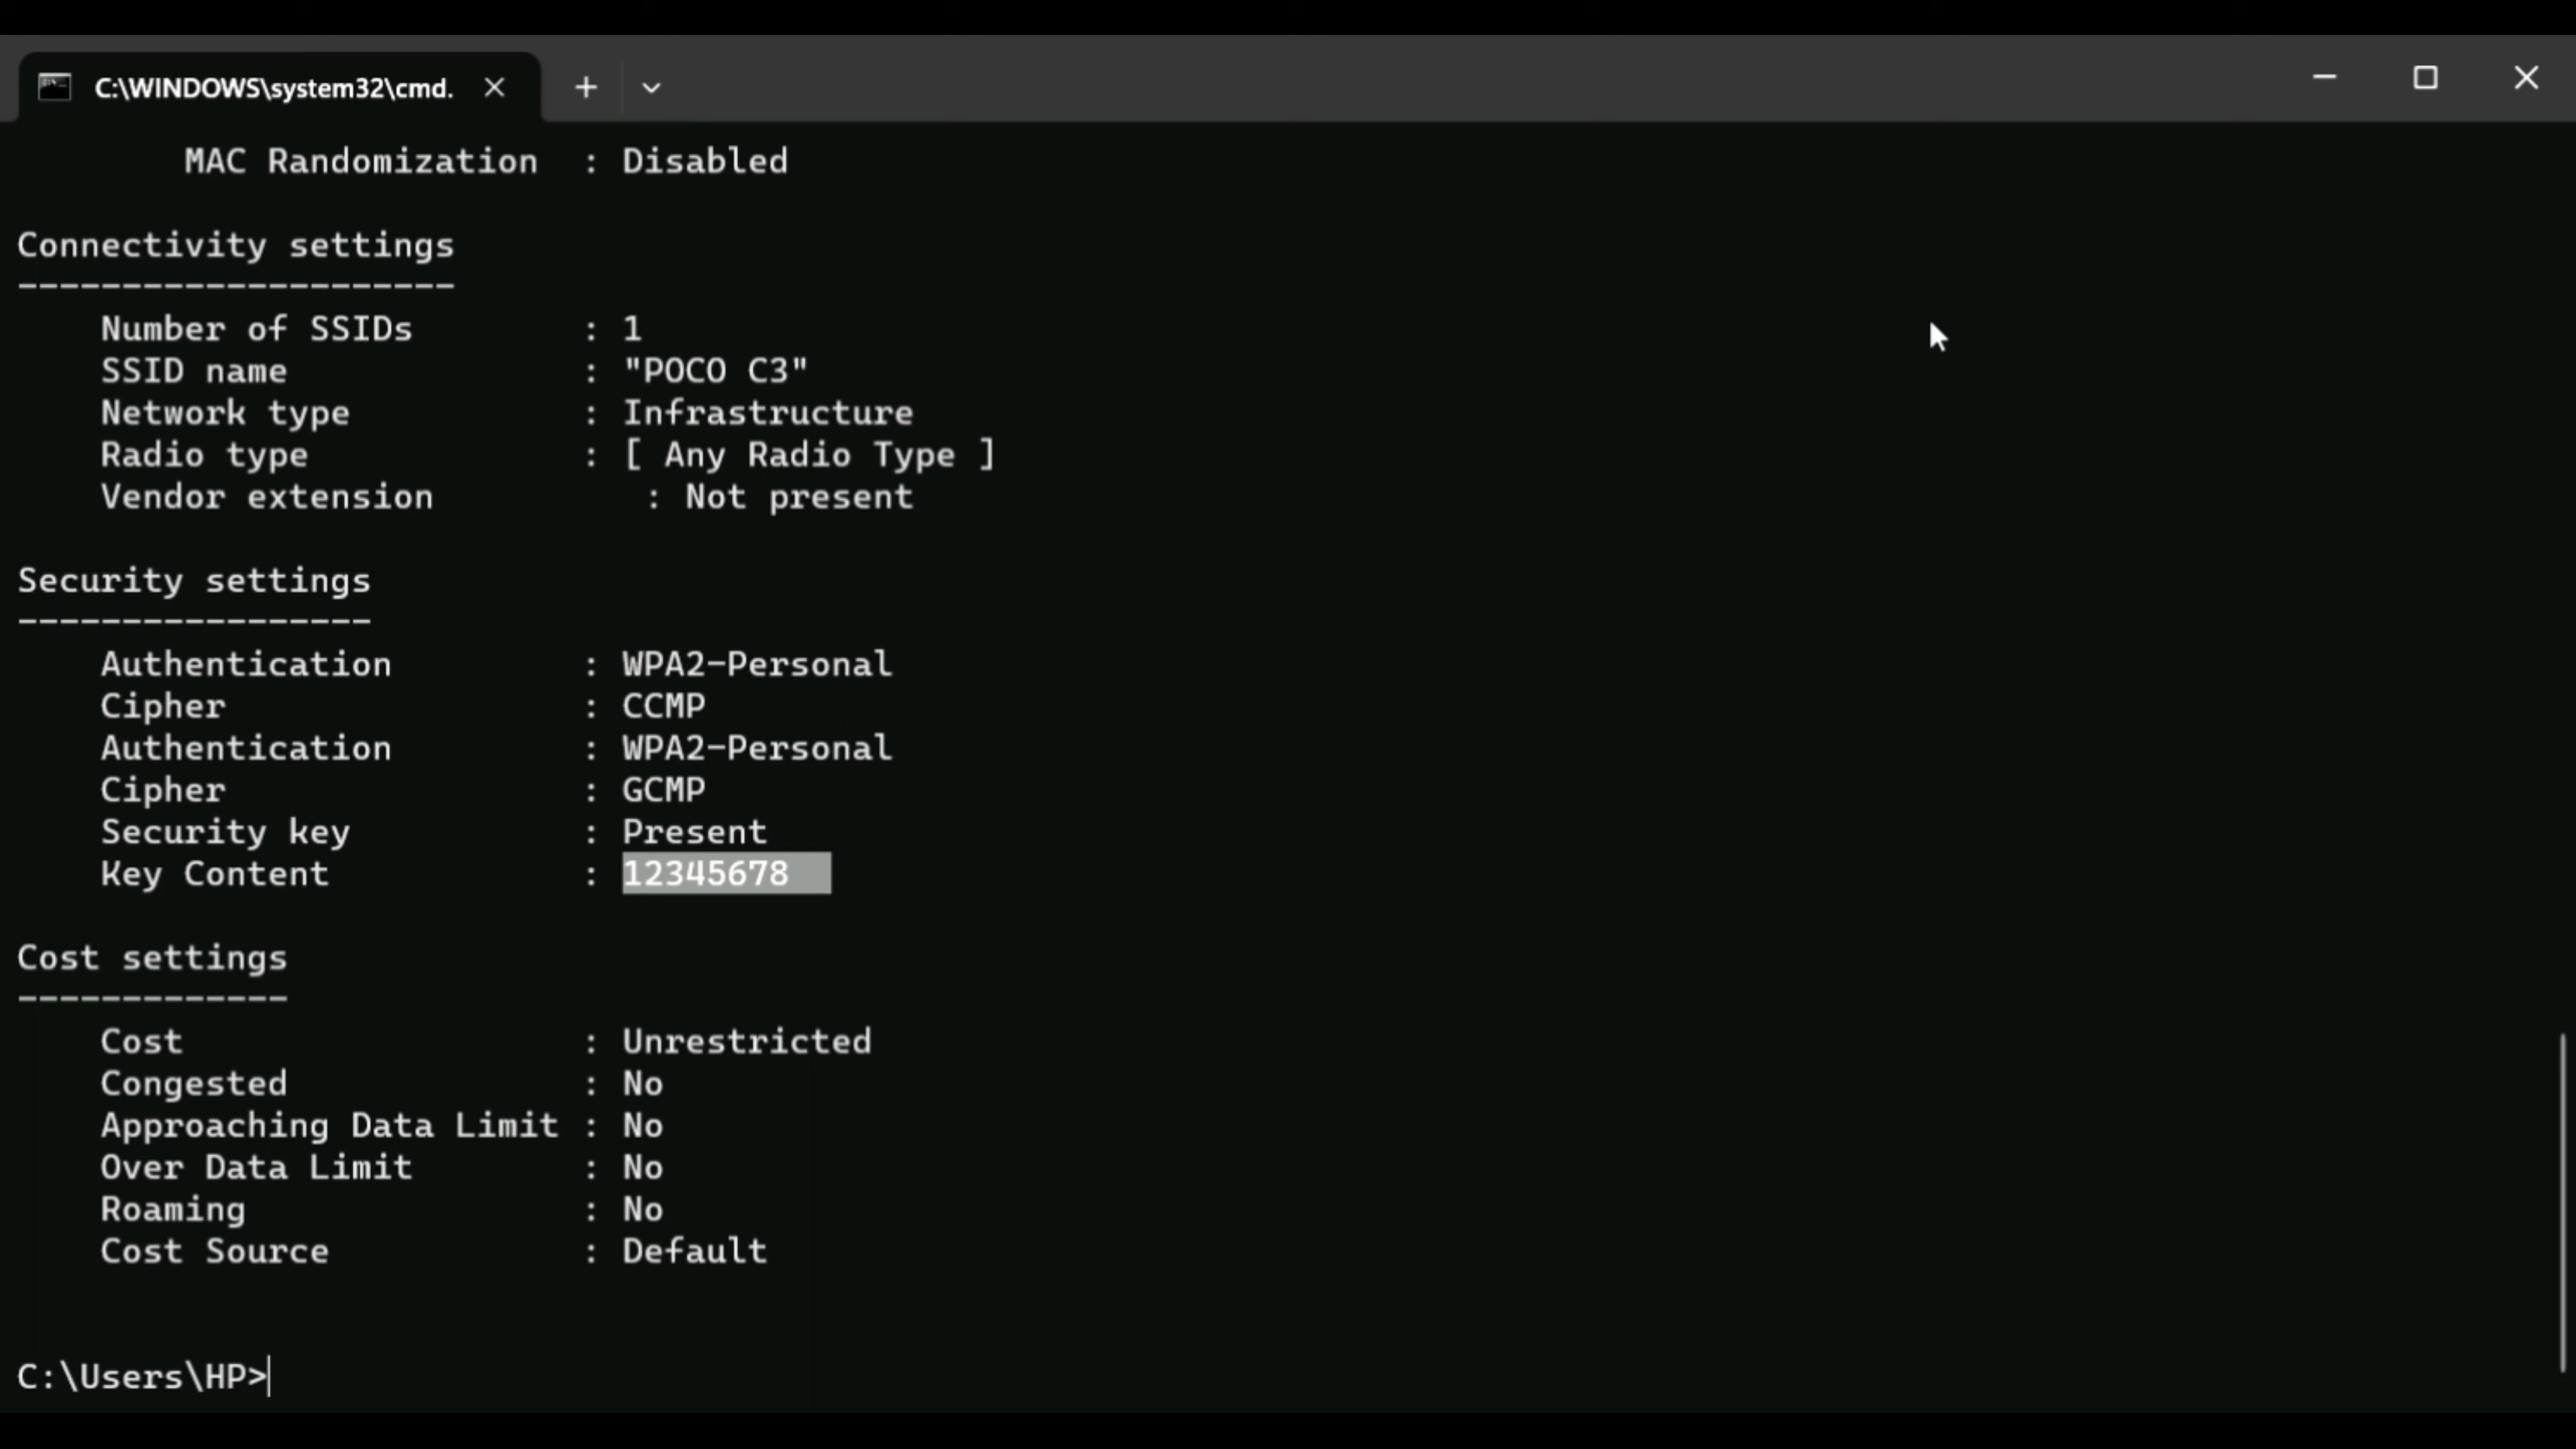 C:\WINDOWS\system32\cmd.
MAC Randomization : Disabled
Connectivity settings
---------------------
Number of SSIDs : 1
SSID name : "POCO C3"
Network type : Infrastructure
Radio type : [ Any Radio Type ]
Vendor extension : Not present
Security settings
-----------------
Authentication : WPA2-Personal
Cipher : CCMP
Authentication : WPA2-Personal
Cipher : GCMP
Security key : Present
Key Content : 12345678
Cost settings
-------------
Cost : Unrestricted
Congested : No
Approaching Data Limit : No
Over Data Limit : No
Roaming : No
Cost Source : Default
C:\Users\HP>